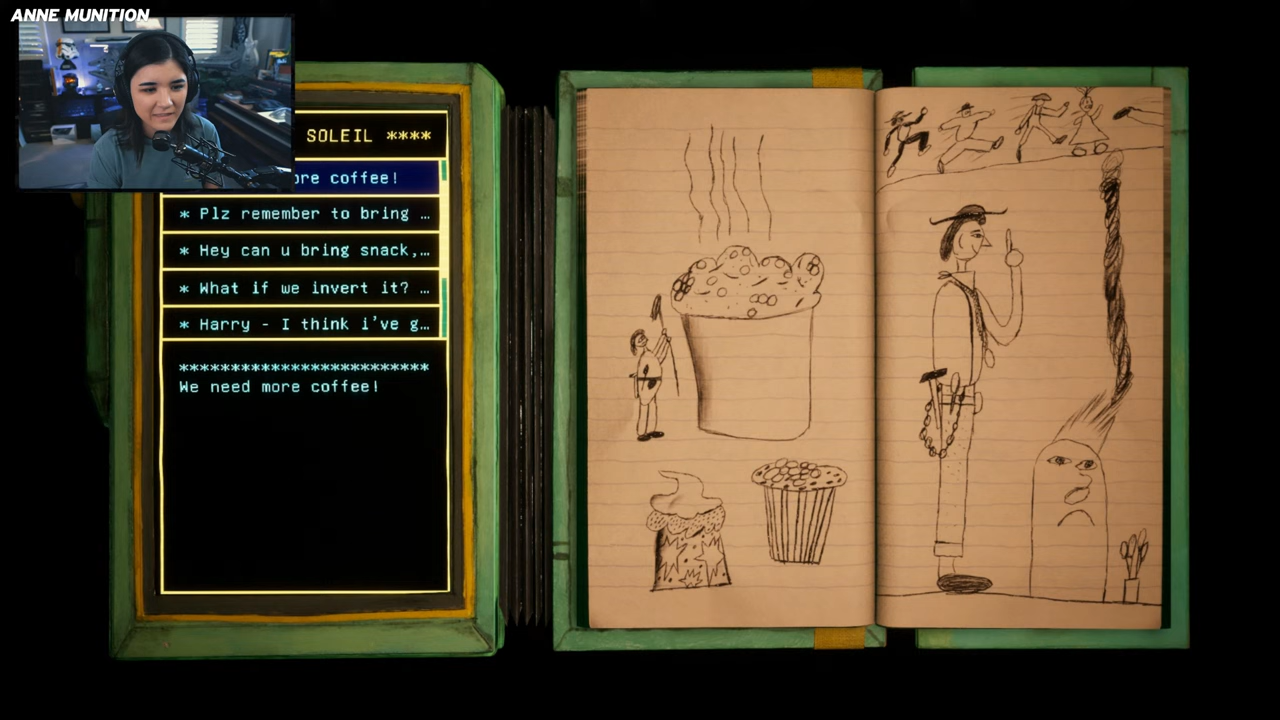 ANNE MUNITION
SOLEIL ****
ore coffee!
* Plz remember to bring …
* Hey can u bring snack,…
* What if we invert it? …
* Harry - I think i've g…
*************************
We need more coffee!